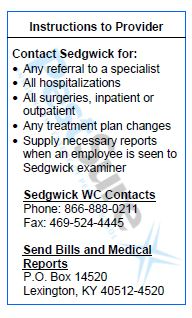 Instructions to Provider
Contact Sedgwick for:
• Any referral to a specialist
• All hospitalizations
• All surgeries, inpatient or
outpatient
• Any treatment plan changes
• Supply necessary reports
when an employee is seen to
Sedgwick examiner
Sedgwick WC Contacts
Phone: 866-888-0211
Fax: 469-524-4445
Send Bills and Medical
Reports
P.O. Box 14520
Lexington, KY 40512-4520